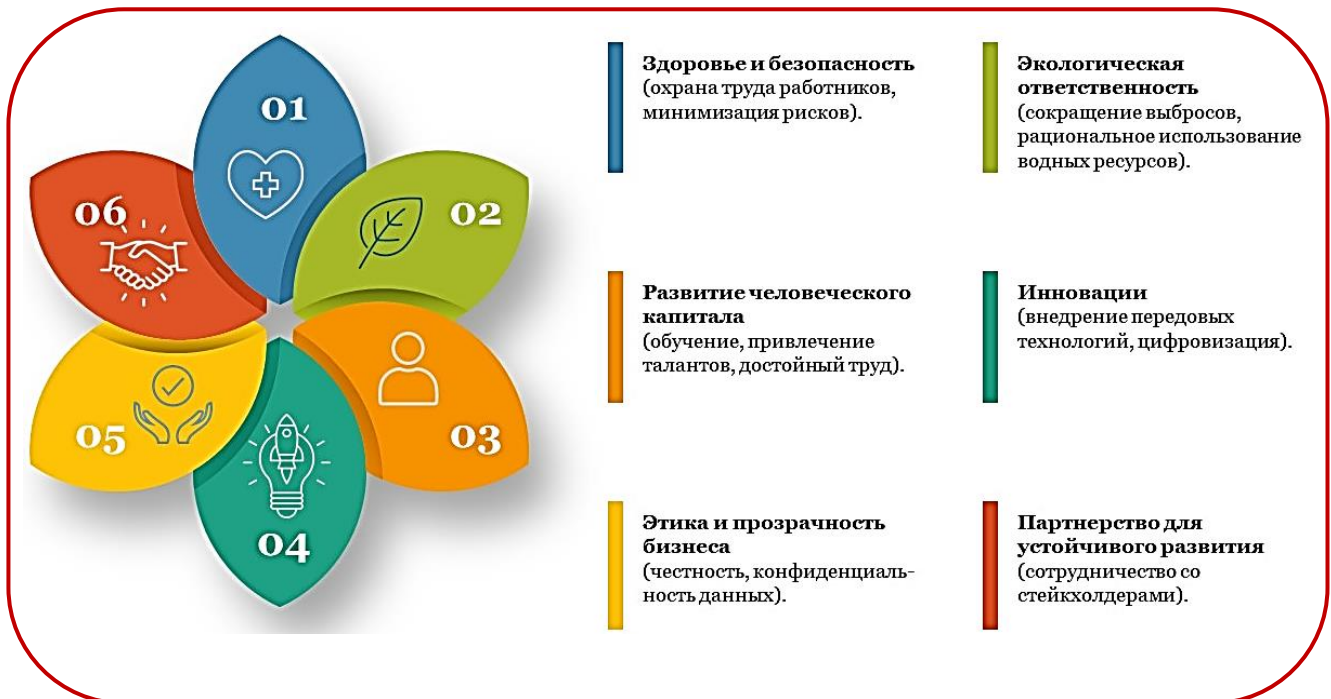 01
02
03
04
05
06
Здоровье и безопасность
(охрана труда работников,
минимизация рисков).
Экологическая
ответственность
(сокращение выбросов,
рациональное использование
водных ресурсов).
Развитие человеческого
капитала
(обучение, привлечение
талантов, достойный труд).
Инновации
(внедрение передовых
технологий, цифровизация).
Этика и прозрачность
бизнеса
(честность, конфиденциаль-
ность данных).
Партнерство для
устойчивого развития
(сотрудничество со
стейкхолдерами).